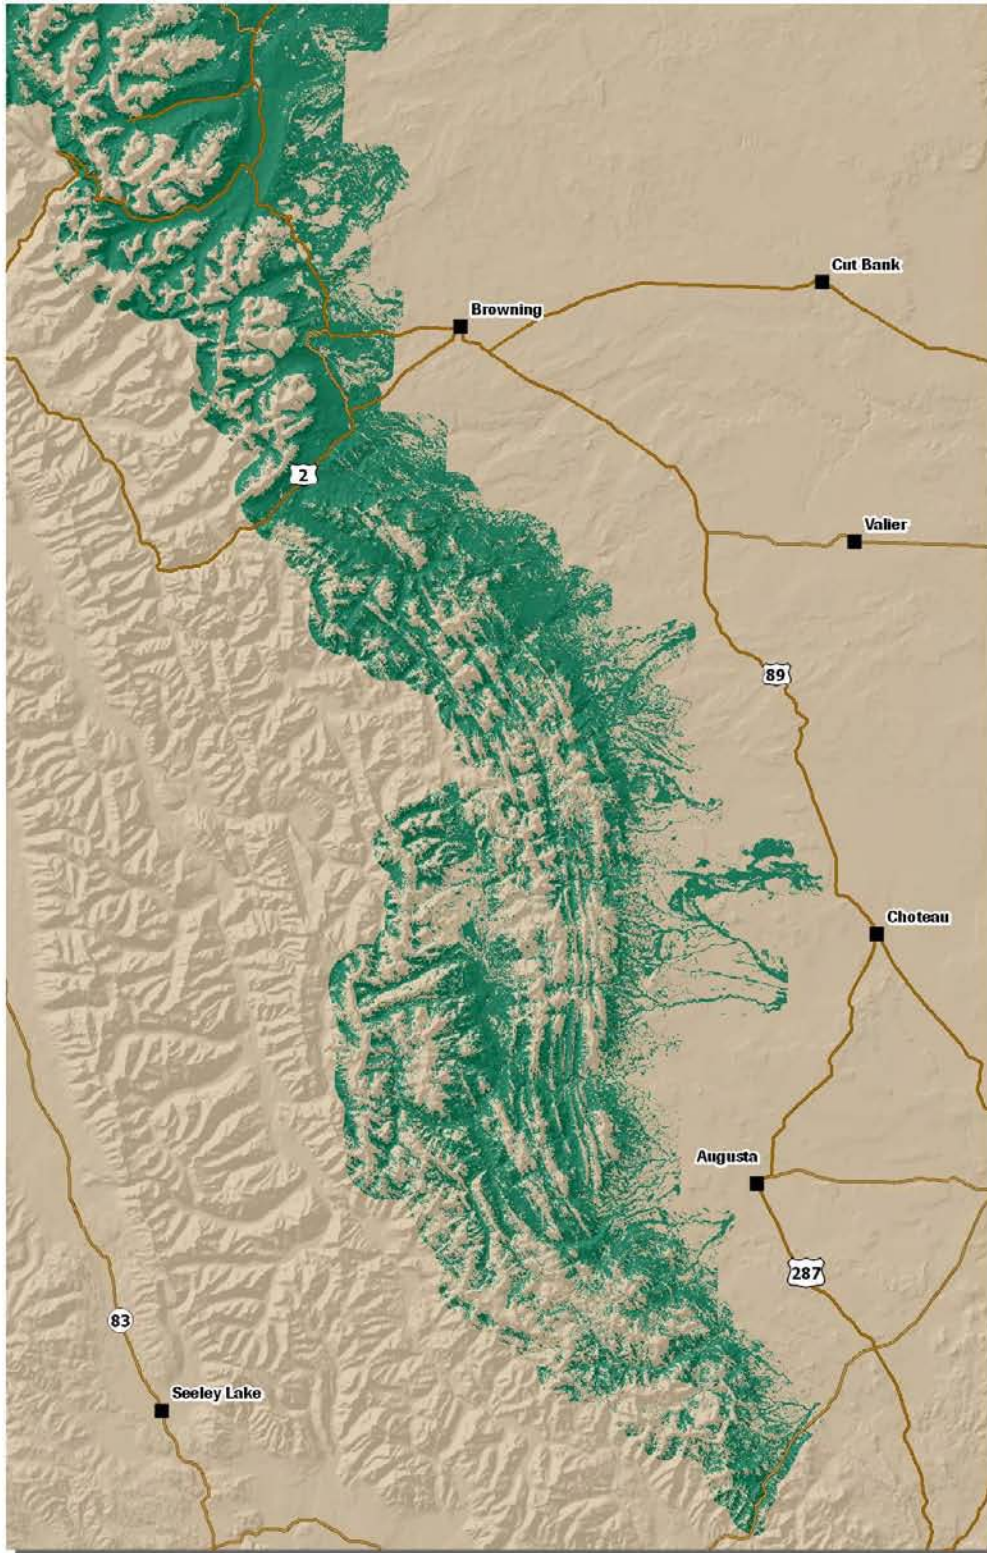 Cut Bank
Browning
2
Valier
89
Choteau
Augusta
287
83
Seeley Lake